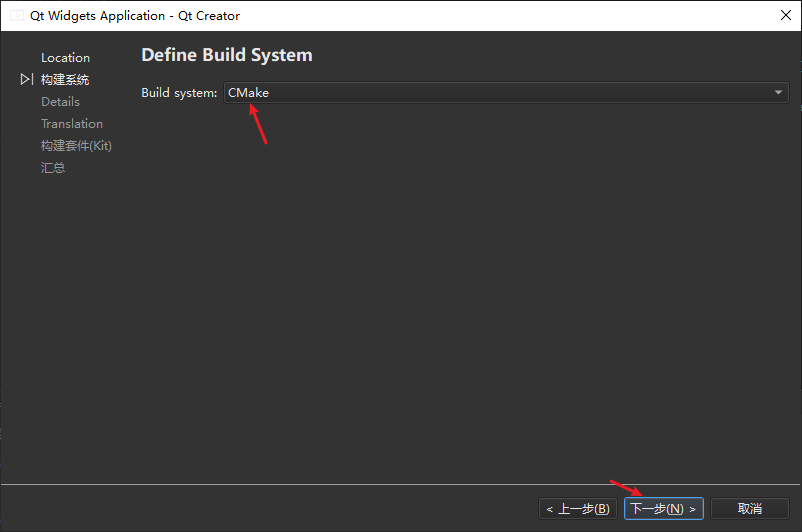 Qt Widgets Application - Qt Creator
Location
构建系统
Details
Translation
构建套件(Kit)
汇总
Define Build System
Build system: CMake
< 上一步(B)
下一步(N) >
取消